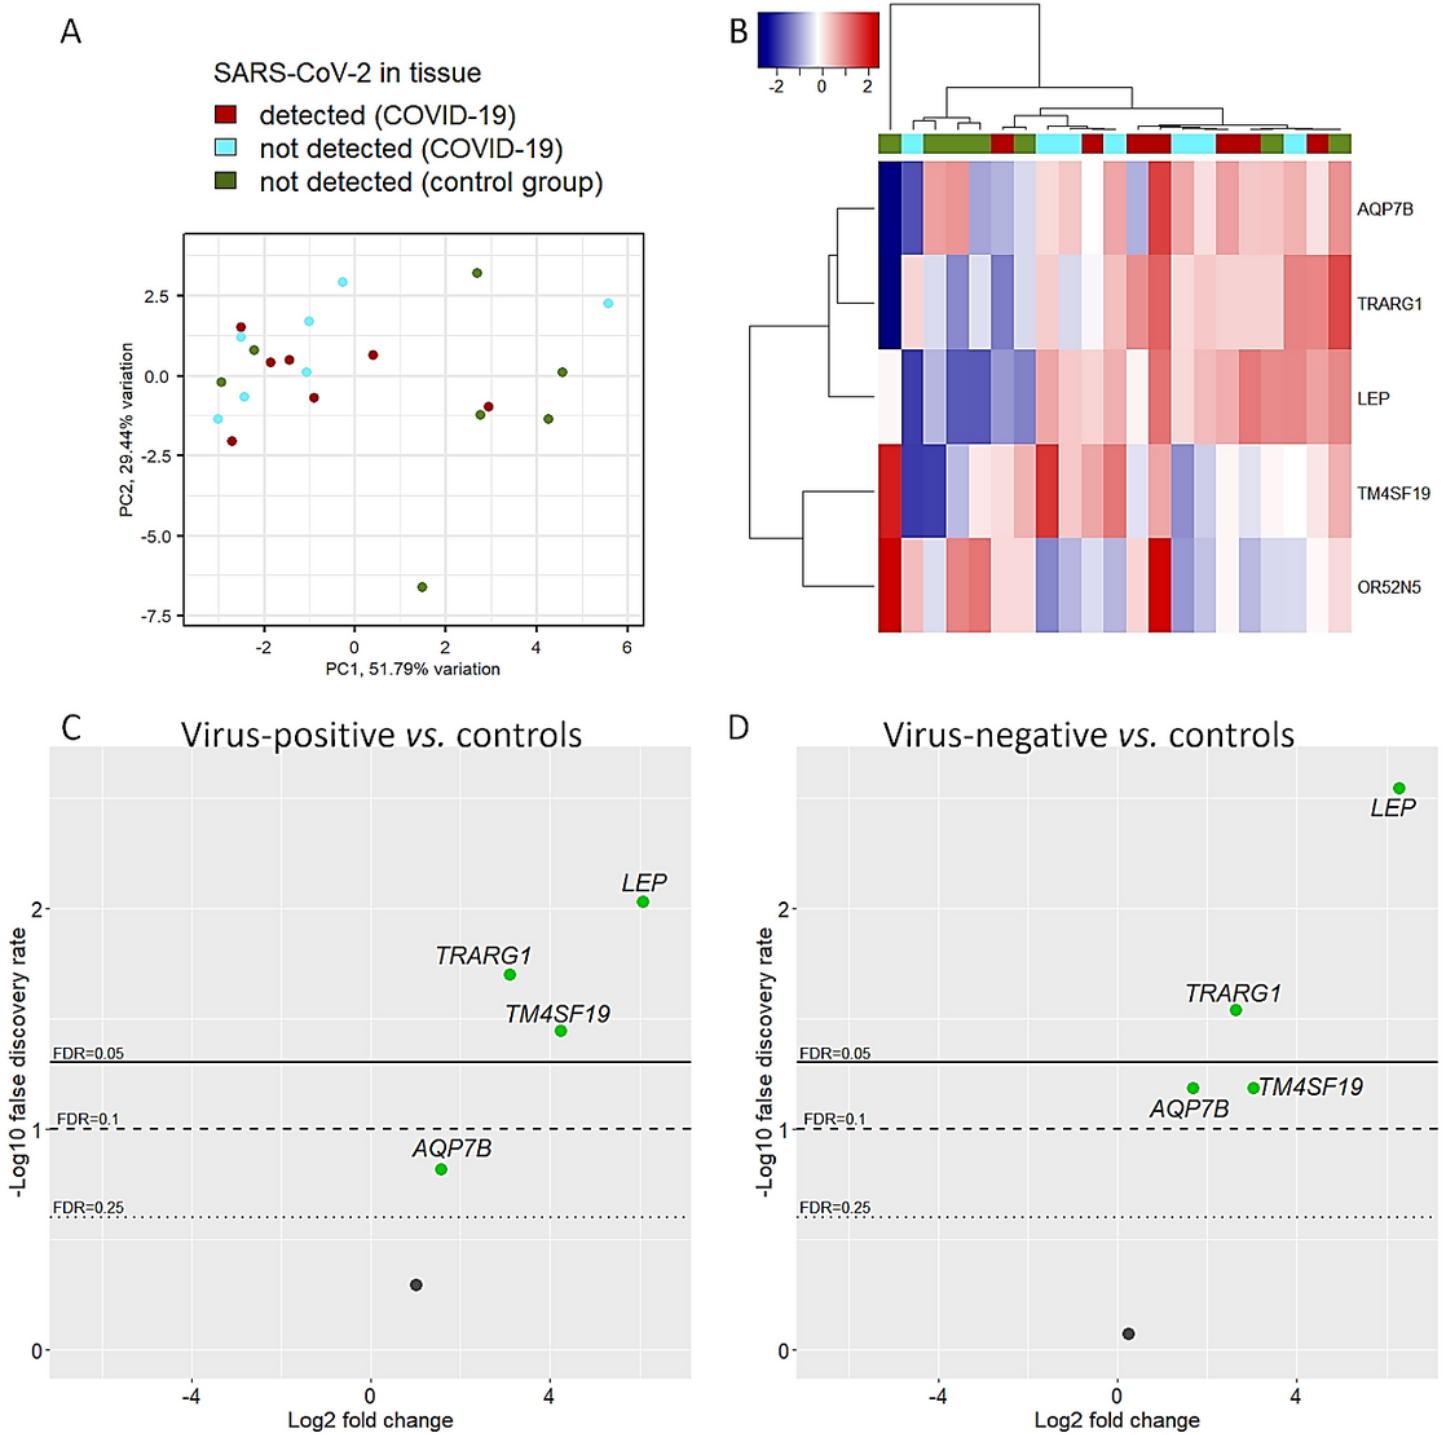 A
SARS-CoV-2 in tissue
detected (COVID-19)
not detected (COVID-19)
not detected (control group)
PC2, 29.44% variation
2.5
0.0
-2.5
-5.0
-7.5
-2 0 2 4 6
PC1, 51.79% variation
B
-2 0 2
AQP7B
TRARG1
LEP
TM4SF19
OR52N5
C
Virus-positive vs. controls
-Log10 false discovery rate
2
1
0
LEP
TRARG1
TM4SF19
FDR=0.05
FDR=0.1
AQP7B
FDR=0.25
-4 0 4
Log2 fold change
D
Virus-negative vs. controls
-Log10 false discovery rate
2
1
0
LEP
TRARG1
FDR=0.05
TM4SF19
AQP7B
FDR=0.1
FDR=0.25
-4 0 4
Log2 fold change